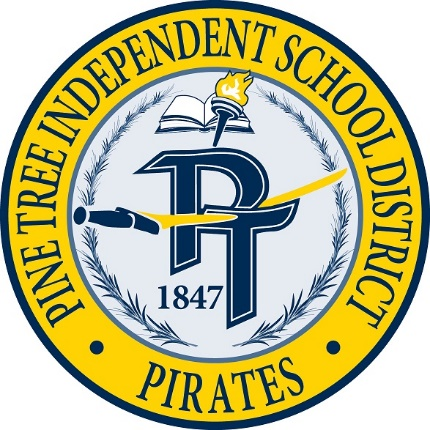 PINE TREE INDEPENDENT SCHOOL DISTRICT
PT
1847
PIRATES